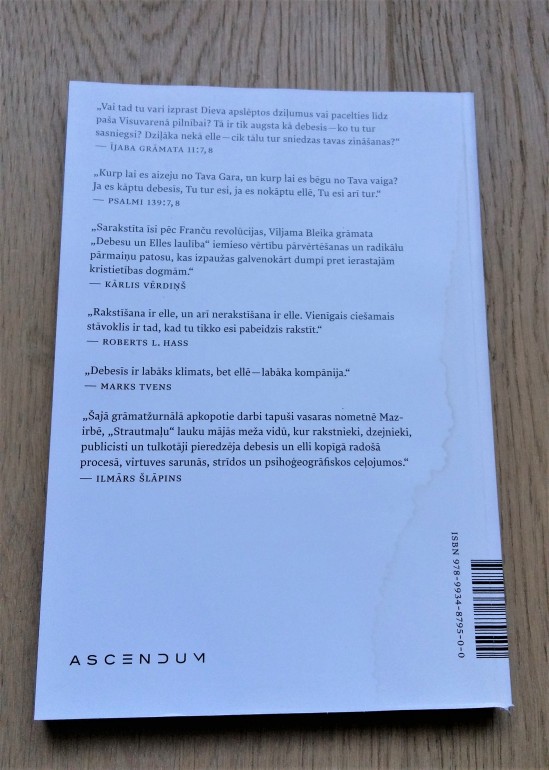 „Vai tad tu vari izprast Dieva apslēptos dziļumus vai pacelties līdz
paša Visuvarenā pilnībai? Tā ir tik augsta kā debesis—ko tu tur
sasniegsi? Dziļāka nekā elle—cik tālu tur sniedzas tavas zināšanas?“
— ĪJABA GRĀMATA 11:7, 8
„Kurp lai es aizeju no Tava Gara, un kurp lai es bēgu no Tava vaiga?
Ja es kāptu debesīs, Tu tur esi, ja es nokāptu ellē, Tu esi arī tur.“
— PSALMI 139:7, 8
„Sarakstīta īsi pēc Franču revolūcijas, Viljama Bleika grāmata
„Debesu un Elles laulība“ iemieso vērtību pārvērtēšanas un radikālu
pārmaiņu patosu, kas izpaužas galvenokārt dumpī pret ierastajām
kristietības dogmām.“
— KĀRLIS VĒRDIŅŠ
„Rakstīšana ir elle, un arī nerakstīšana ir elle. Vienīgais ciešamais
stāvoklis ir tad, kad tu tikko esi pabeidzis rakstīt.“
— ROBERTS L. HASS
„Debesīs ir labāks klimats, bet ellē—labāka kompānija.“
— MARKS TVENS
„Šajā grāmatžurnālā apkopotie darbi tapuši vasaras nometnē Maz-
irbē, „Strautmaļu“ lauku mājās meža vidū, kur rakstnieki, dzejnieki,
publicisti un tulkotāji pieredzēja debesis un elli kopīgā radošā
procesā, virtuves sarunās, strīdos un psihoģeogrāfiskos ceļojumos.“
— ILMĀRS ŠLĀPINS
ISBN 978-9934-8795-0-0
ASCENDUM